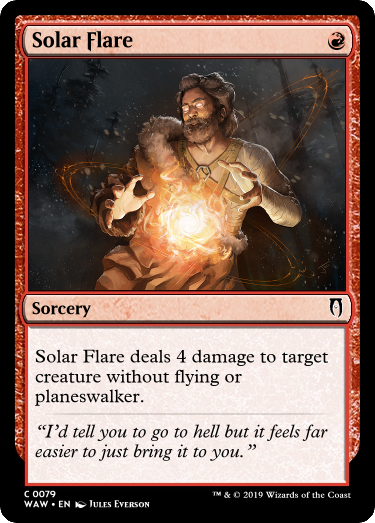 Solar Flare
Sorcery
Solar Flare deals 4 damage to target
creature without flying or
planeswalker.
“I’d tell you to go to hell but it feels far
easier to just bring it to you.”
C 0079
™ & © 2019 Wizards of the Coast
WAW • EN Jules Everson